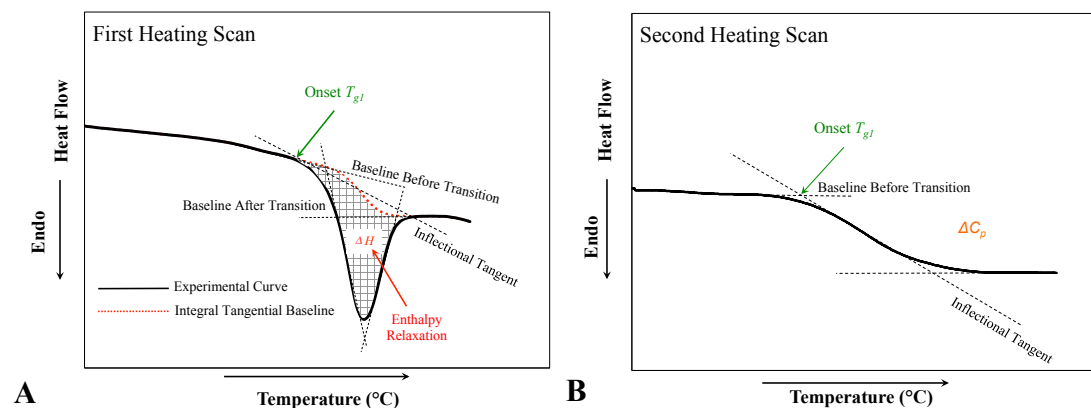 First Heating Scan
Onset Tg1
Heat Flow
Baseline Before Transition
Baseline After Transition
ΔH
Inflectional Tangent
Endo
Experimental Curve
Integral Tangential Baseline
Enthalpy
Relaxation
A
Temperature (°C)
Second Heating Scan
Heat Flow
Onset Tg1
Baseline Before Transition
ΔCp
Endo
Inflectional Tangent
B
Temperature (°C)